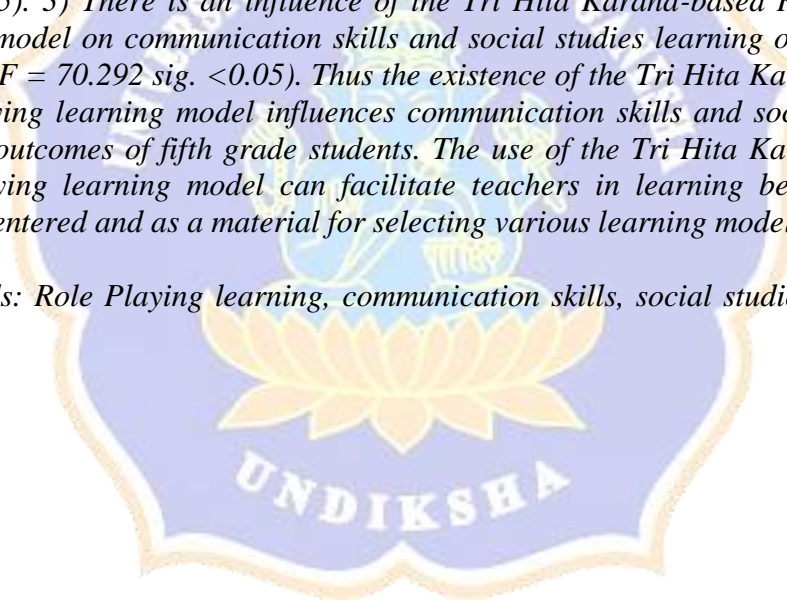 5). 3) There is an influence of the Tri Hita Karana-based R
model on communication skills and social studies learning o
F = 70.292 sig. <0.05). Thus the existence of the Tri Hita Ka
ying learning model influences communication skills and soc
outcomes of fifth grade students. The use of the Tri Hita Ka
ying learning model can facilitate teachers in learning be
entered and as a material for selecting various learning model
ls: Role Playing learning, communication skills, social studie
UNDIKSHA